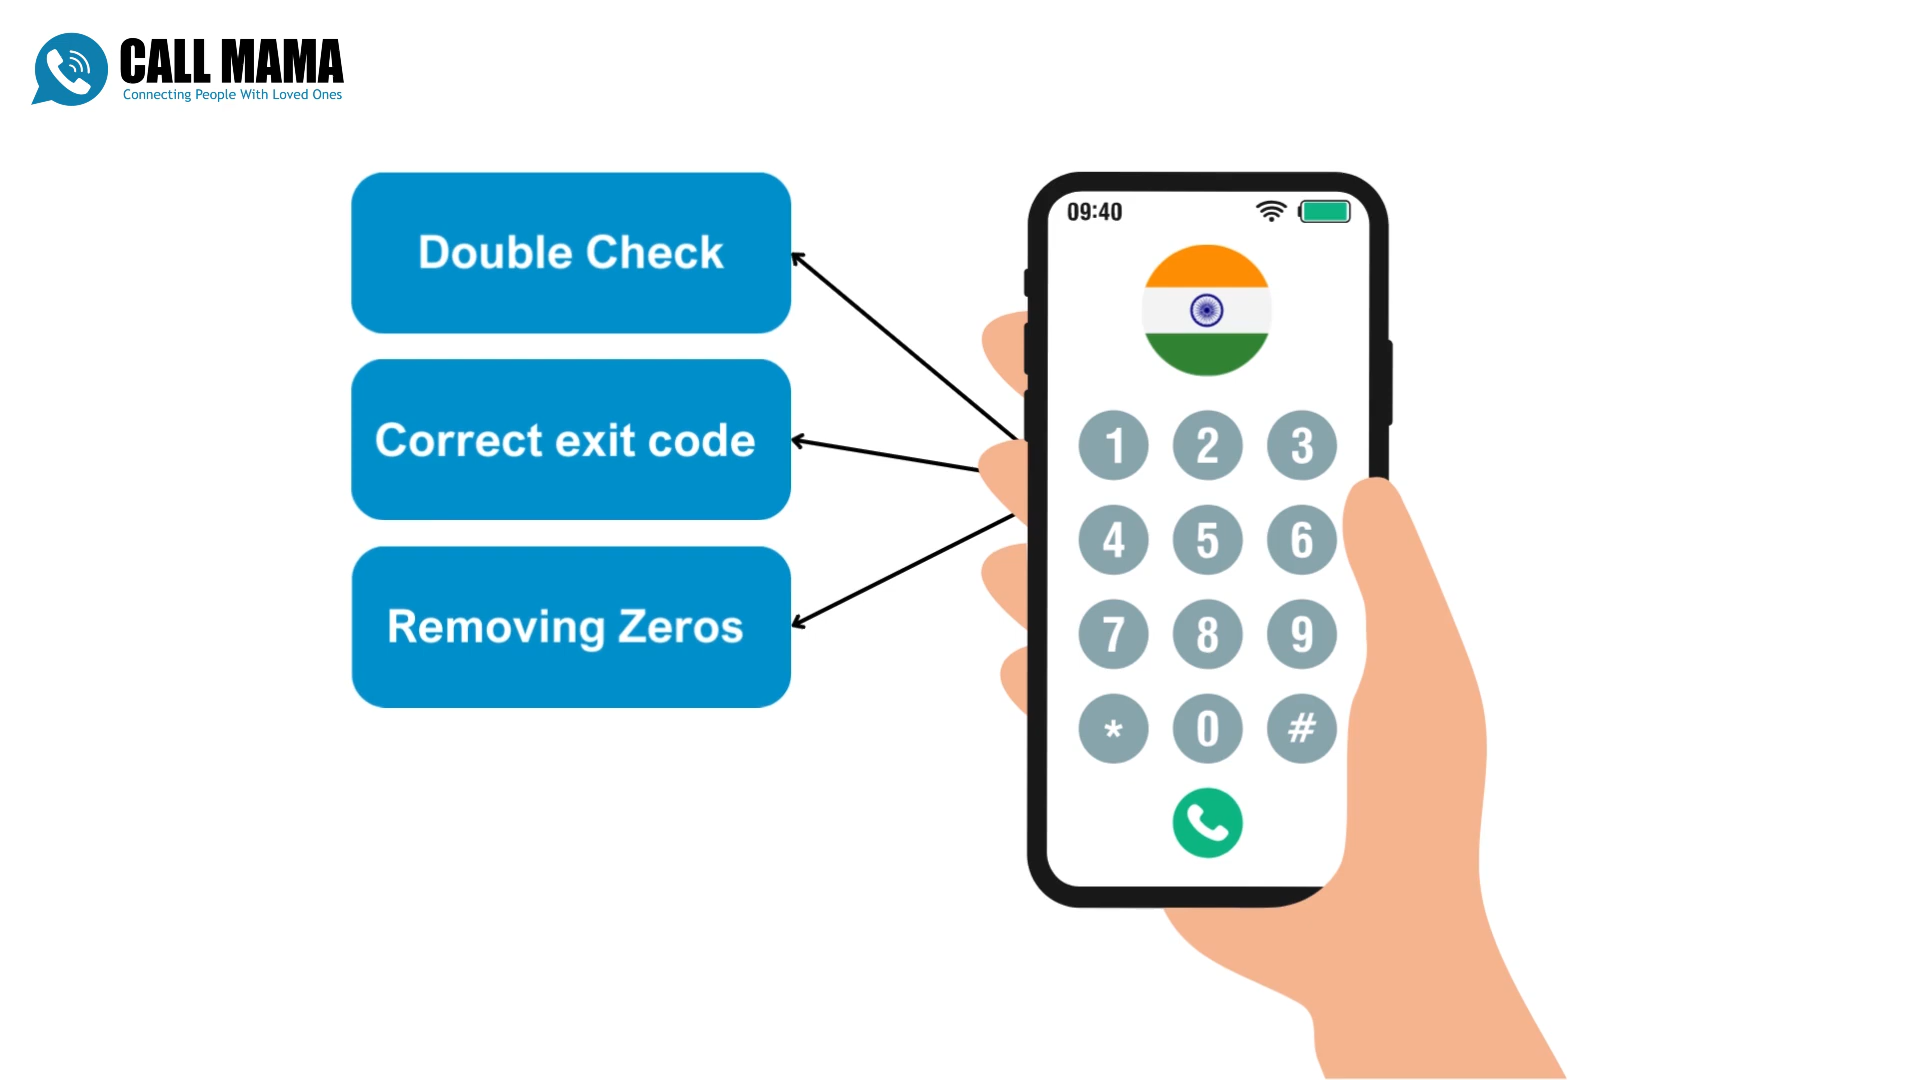 CALL MAMA
Connecting People With Loved Ones
Double Check
Correct exit code
Removing Zeros
09:40
1 2 3
4 5 6
7 8 9
* 0 #